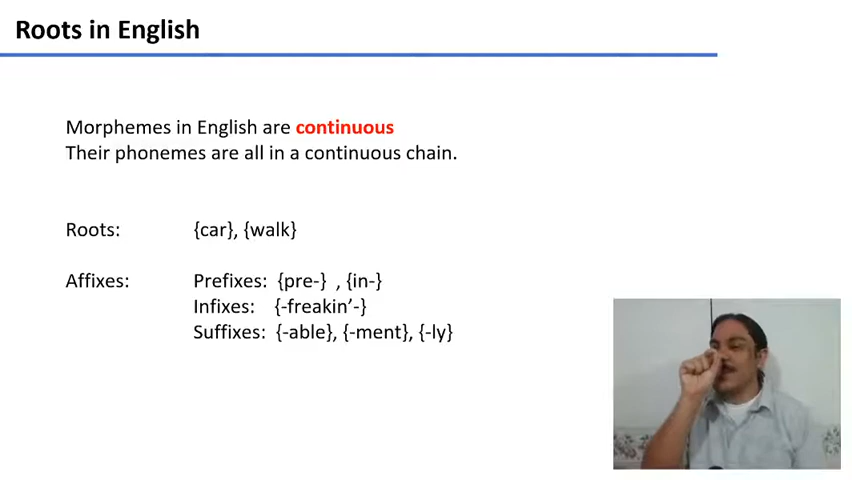 Roots in English
Morphemes in English are continuous
Their phonemes are all in a continuous chain.
Roots: {car}, {walk}
Affixes: Prefixes: {pre-} , {in-}
Infixes: {-freakin’-}
Suffixes: {-able}, {-ment}, {-ly}